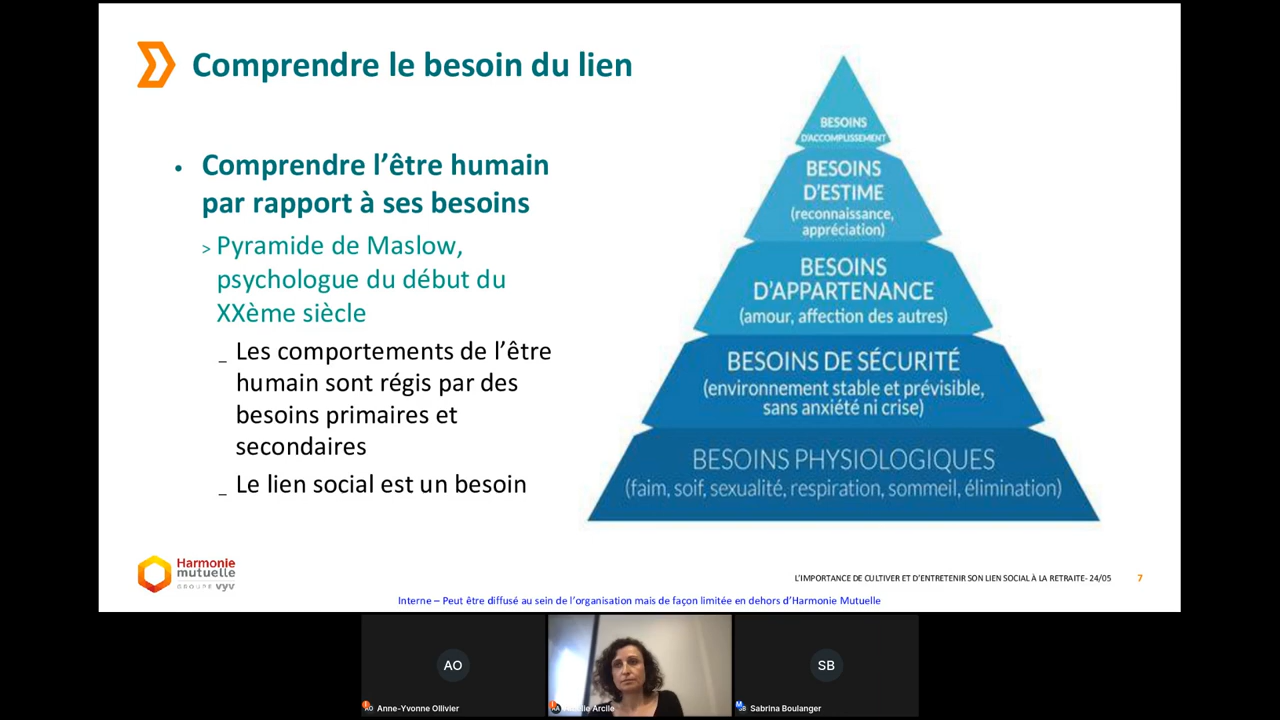 Comprendre le besoin du lien
• Comprendre l’être humain
par rapport à ses besoins
> Pyramide de Maslow,
psychologue du début du
XXème siècle
_ Les comportements de l’être
humain sont régis par des
besoins primaires et
secondaires
_ Le lien social est un besoin
BESOINS
D'ACCOMPLISSEMENT
BESOINS
D'ESTIME
(reconnaissance,
appréciation)
BESOINS
D'APPARTENANCE
(amour, affection des autres)
BESOINS DE SÉCURITÉ
(environnement stable et prévisible,
sans anxiété ni crise)
BESOINS PHYSIOLOGIQUES
(faim, soif, sexualité, respiration, sommeil, élimination)
Harmonie
mutuelle
GROUPE vyv
L’IMPORTANCE DE CULTIVER ET D’ENTRETENIR SON LIEN SOCIAL À LA RETRAITE- 24/05
7
Interne – Peut être diffusé au sein de l’organisation mais de façon limitée en dehors d’Harmonie Mutuelle
AO
SB
AO Anne-Yvonne Ollivier
Arcile
SB Sabrina Boulanger